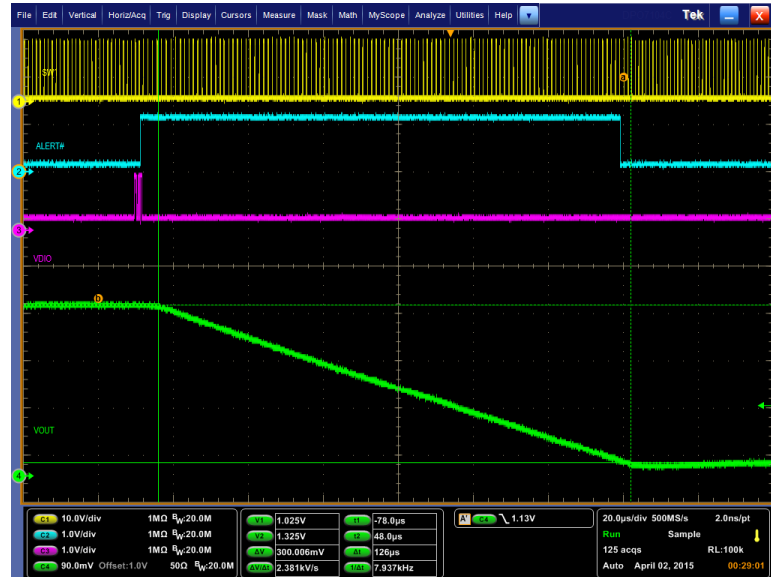 File Edit Vertical Horiz/Acq Trig Display Cursors Measure Mask Math MyScope Analyze Utilities Help Tek X
SW
a
1
ALERT#
2
3
VDIO
b
VOUT
4
C1 10.0V/div 1MΩ BW:20.0M
C2 1.0V/div 1MΩ BW:20.0M
C3 1.0V/div 1MΩ BW:20.0M
C4 90.0mV Offset:1.0V 50Ω BW:20.0M
V1 1.025V
V2 1.325V
ΔV 300.006mV
ΔV/Δt 2.381kV/s
t1 -78.0µs
t2 48.0µs
Δt 126µs
1/Δt 7.937kHz
A' C4 1.13V
20.0µs/div 500MS/s 2.0ns/pt
Run Sample
125 acqs RL:100k
Auto April 02, 2015 00:29:01